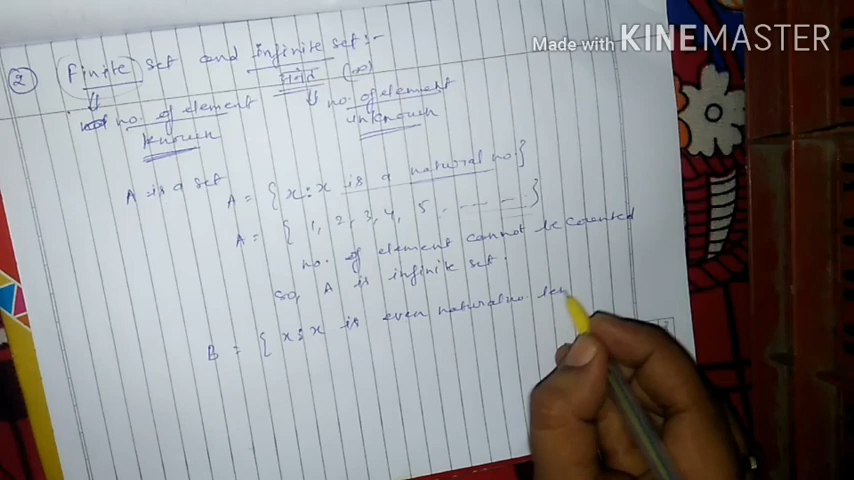 Made with KINEMASTER
② Finite set and Infinite set :-
अनंत (∞)
no. of element known
no. of element unknown
A is a set
A = { x : x is a natural no. }
A = { 1, 2, 3, 4, 5 . --- -- }
no. of element cannot be counted
so, A is infinite set.
B = { x : x is even natural no. les